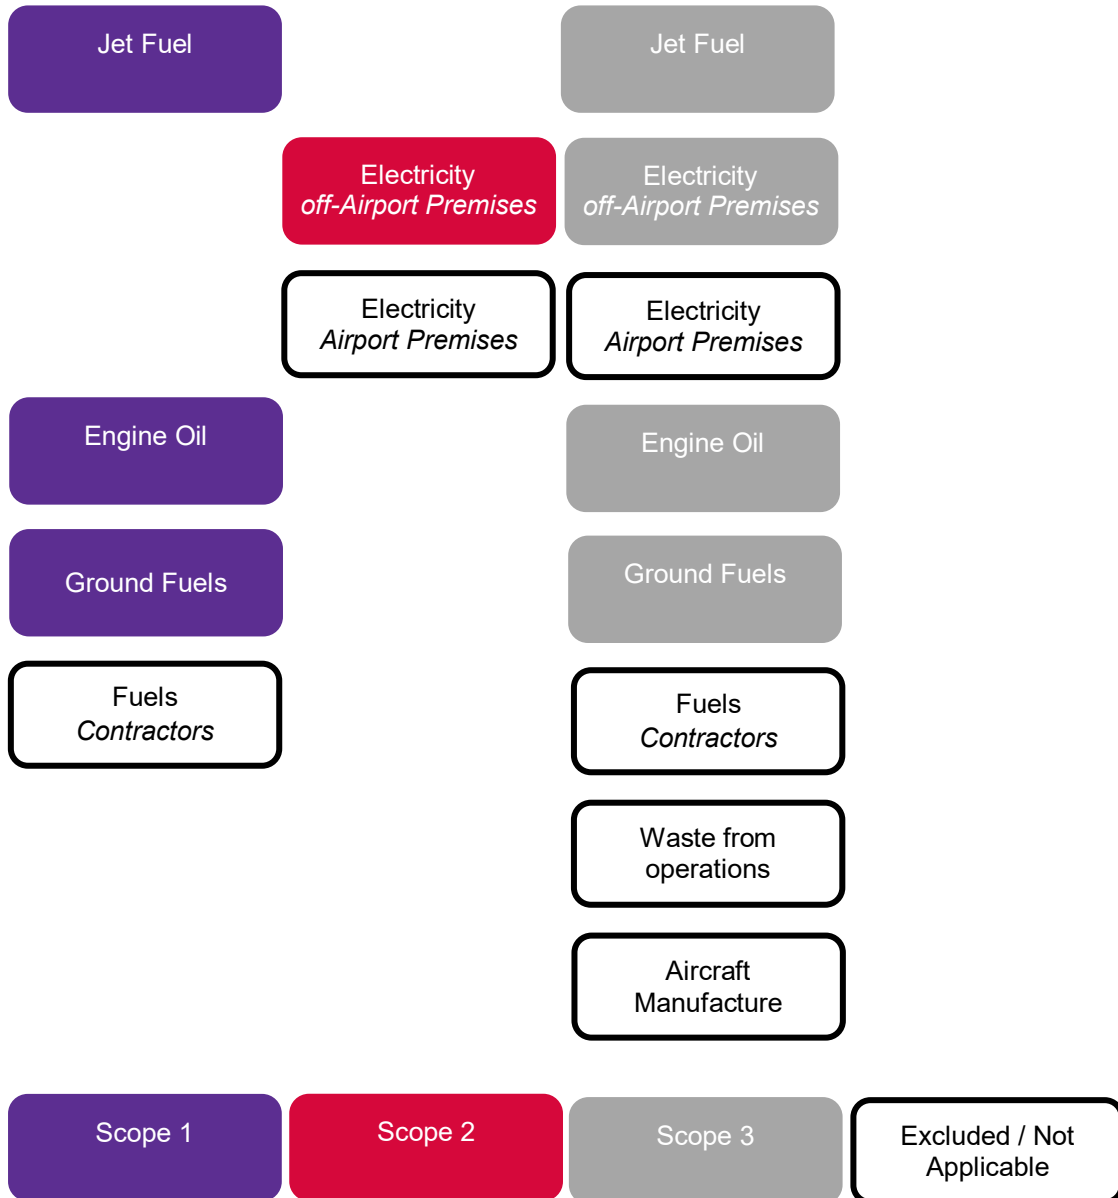 Jet Fuel
Jet Fuel
Electricity
off-Airport Premises
Electricity
off-Airport Premises
Electricity
Airport Premises
Electricity
Airport Premises
Engine Oil
Engine Oil
Ground Fuels
Ground Fuels
Fuels
Contractors
Fuels
Contractors
Waste from
operations
Aircraft
Manufacture
Scope 1
Scope 2
Scope 3
Excluded / Not
Applicable